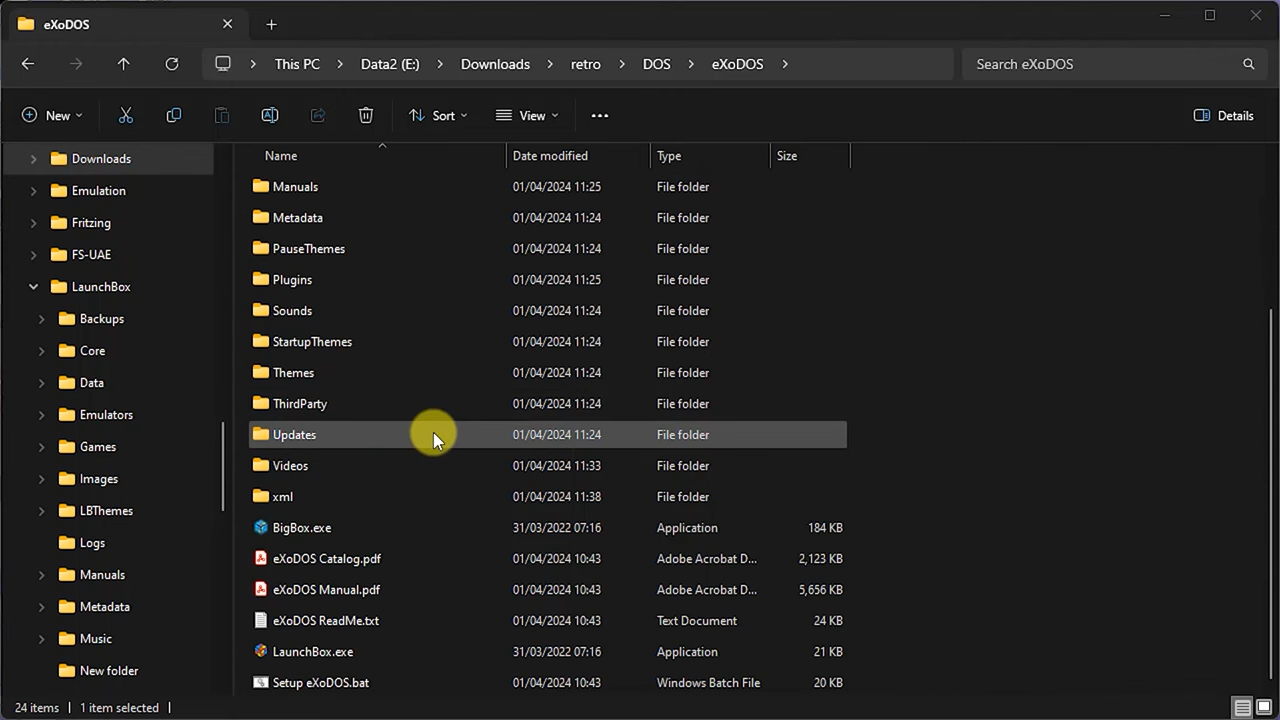 eXoDOS
This PC Data2 (E:) Downloads retro DOS eXoDOS
Search eXoDOS
New Sort View Details
Downloads
Emulation
Fritzing
FS-UAE
LaunchBox
Backups
Core
Data
Emulators
Games
Images
LBThemes
Logs
Manuals
Metadata
Music
New folder
Name Date modified Type Size
Manuals 01/04/2024 11:25 File folder
Metadata 01/04/2024 11:24 File folder
PauseThemes 01/04/2024 11:24 File folder
Plugins 01/04/2024 11:25 File folder
Sounds 01/04/2024 11:24 File folder
StartupThemes 01/04/2024 11:24 File folder
Themes 01/04/2024 11:24 File folder
ThirdParty 01/04/2024 11:24 File folder
Updates 01/04/2024 11:24 File folder
Videos 01/04/2024 11:33 File folder
xml 01/04/2024 11:38 File folder
BigBox.exe 31/03/2022 07:16 Application 184 KB
eXoDOS Catalog.pdf 01/04/2024 10:43 Adobe Acrobat D... 2,123 KB
eXoDOS Manual.pdf 01/04/2024 10:43 Adobe Acrobat D... 5,656 KB
eXoDOS ReadMe.txt 01/04/2024 10:43 Text Document 24 KB
LaunchBox.exe 31/03/2022 07:16 Application 21 KB
Setup eXoDOS.bat 01/04/2024 10:43 Windows Batch File 20 KB
24 items 1 item selected